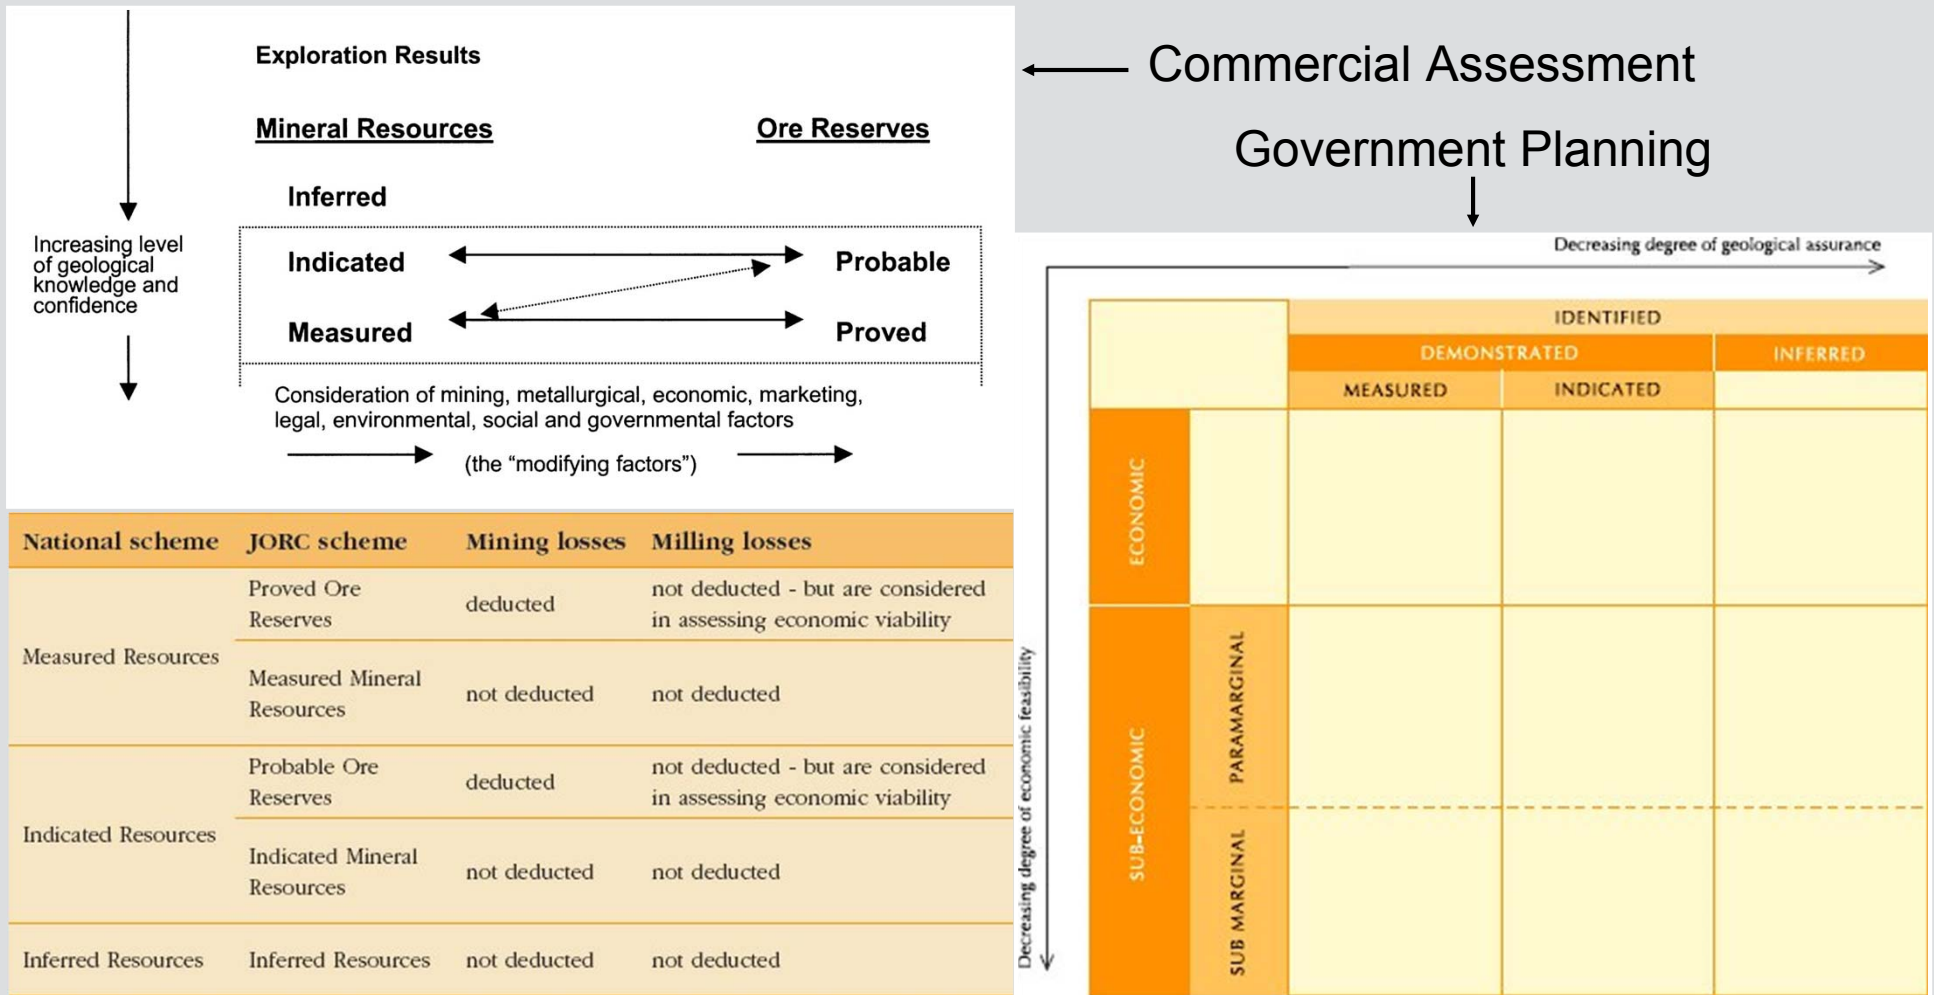 Exploration Results
Mineral Resources
Ore Reserves
Inferred
Increasing level
of geological
knowledge and
confidence
Indicated
Probable
Measured
Proved
Consideration of mining, metallurgical, economic, marketing,
legal, environmental, social and governmental factors
(the “modifying factors”)
Commercial Assessment
Government Planning
National scheme JORC scheme Mining losses Milling losses
Measured Resources
Proved Ore
Reserves
deducted
not deducted - but are considered
in assessing economic viability
Measured Mineral
Resources
not deducted
not deducted
Indicated Resources
Probable Ore
Reserves
deducted
not deducted - but are considered
in assessing economic viability
Indicated Mineral
Resources
not deducted
not deducted
Inferred Resources
Inferred Resources
not deducted
not deducted
Decreasing degree of geological assurance
Decreasing degree of economic feasibility
IDENTIFIED
DEMONSTRATED
INFERRED
MEASURED
INDICATED
ECONOMIC
SUB-ECONOMIC
PARAMARGINAL
SUB MARGINAL